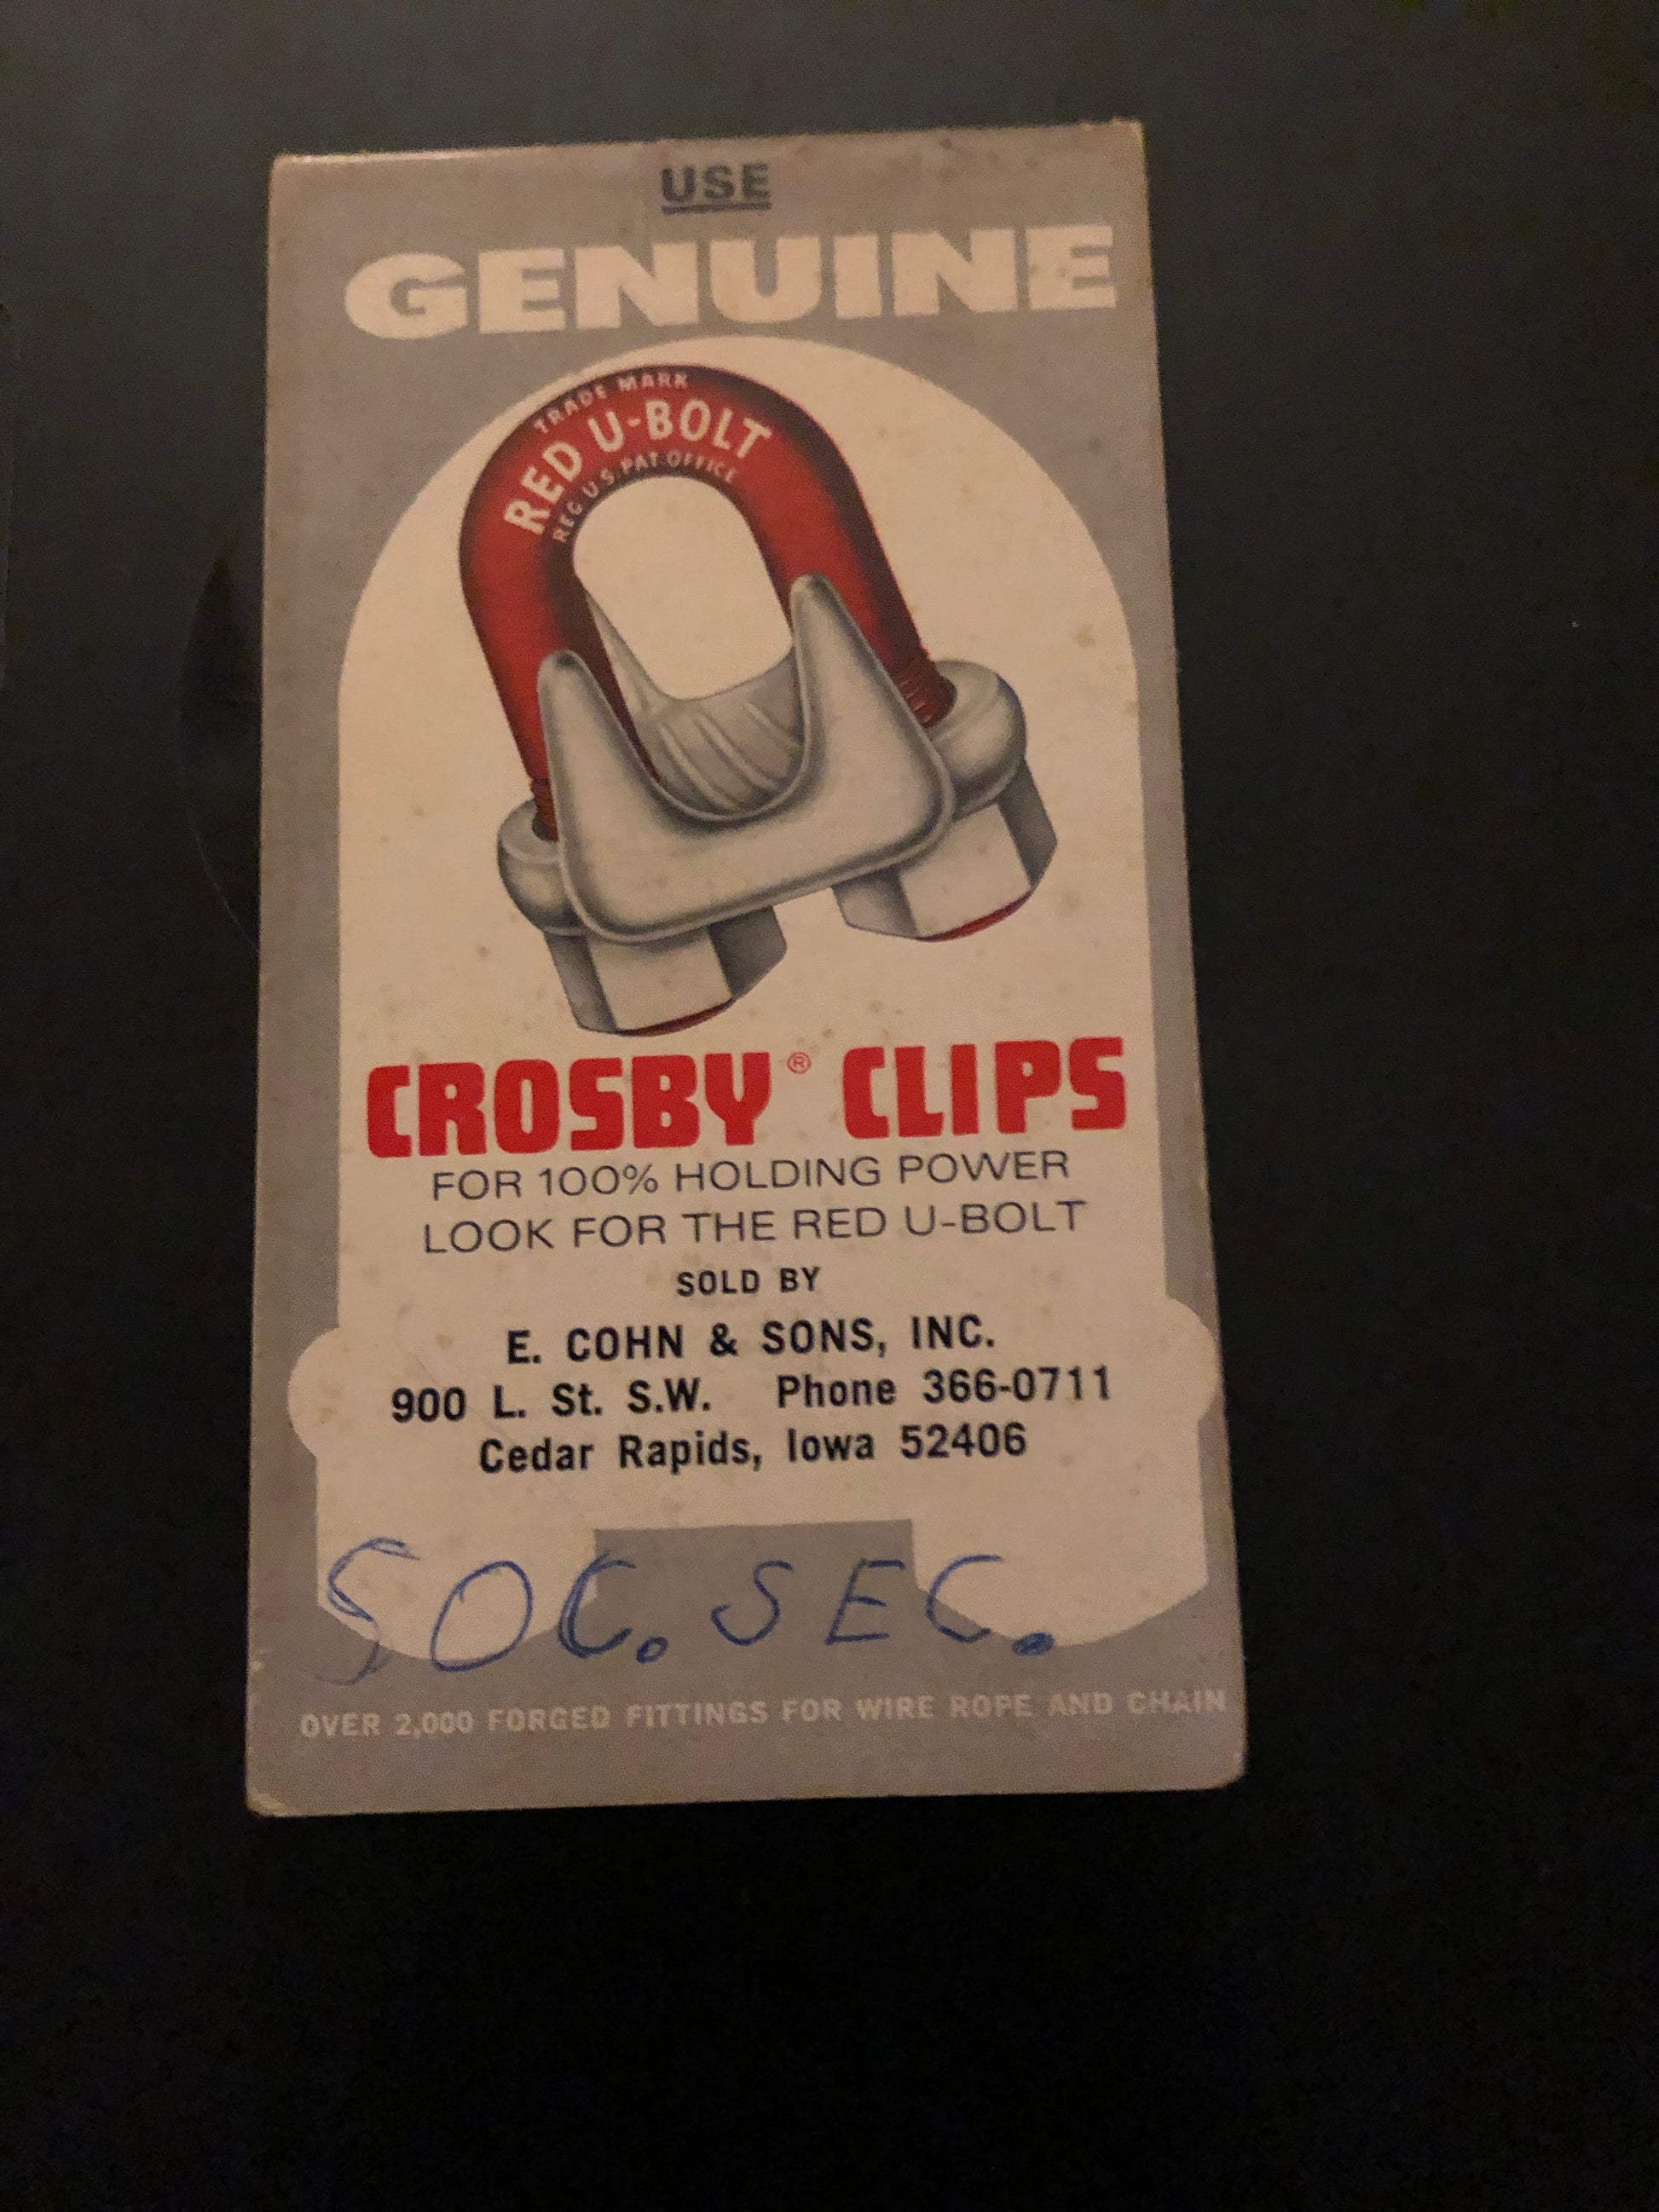 USE
GENUINE
TRADE MARK
RED U-BOLT
REG. U.S. PAT. OFFICE
CROSBY® CLIPS
FOR 100% HOLDING POWER
LOOK FOR THE RED U-BOLT
SOLD BY
E. COHN & SONS, INC.
900 L. St. S.W. Phone 366-0711
Cedar Rapids, Iowa 52406
SOC. SEC.
OVER 2,000 FORGED FITTINGS FOR WIRE ROPE AND CHAIN